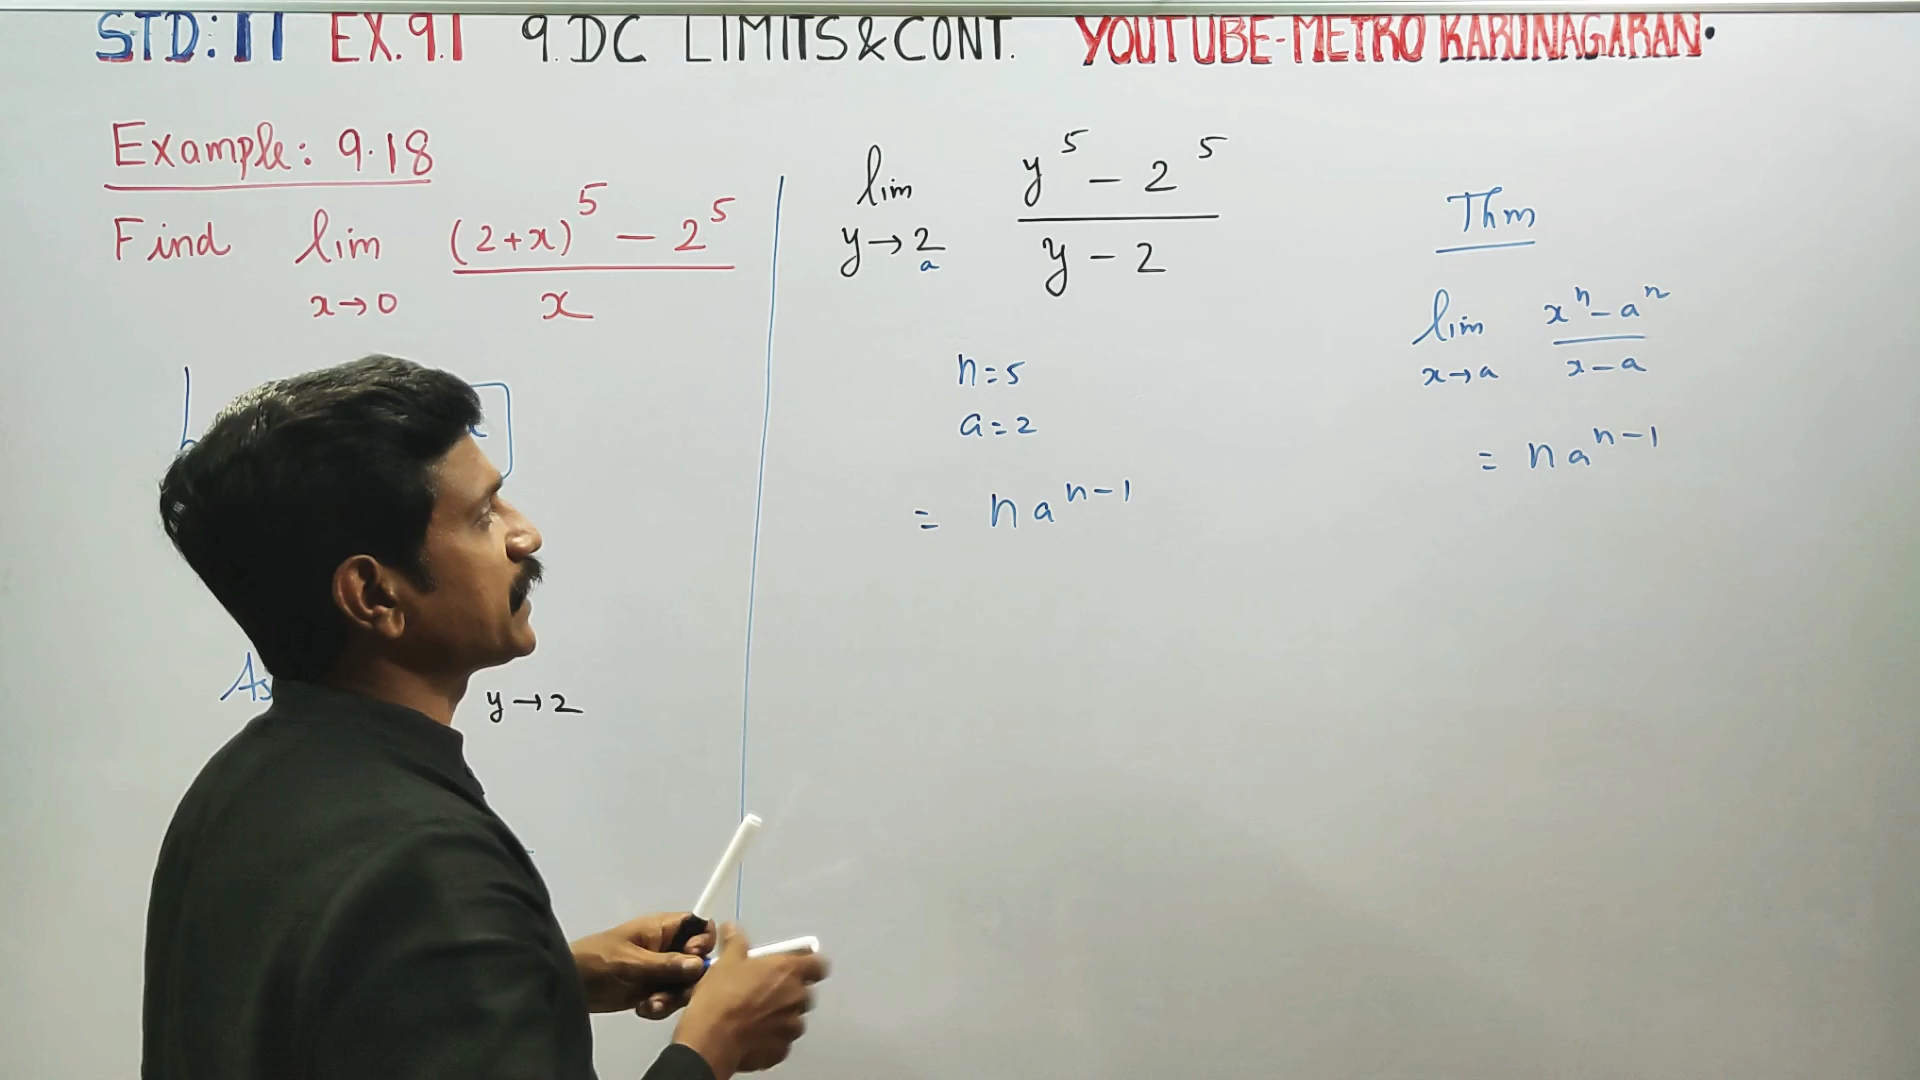 STD: 11 EX.9.1 9.DC LIMITS & CONT. YOUTUBE-METRO KARUNAGARAN.
Example: 9.18
Find lim (2+x)^5 - 2^5
x→0 x
y→2
lim y^5 - 2^5
y→2 y - 2
a
n=5
a=2
= n a^{n-1}
Thm
lim x^n - a^n
x→a x-a
= n a^{n-1}